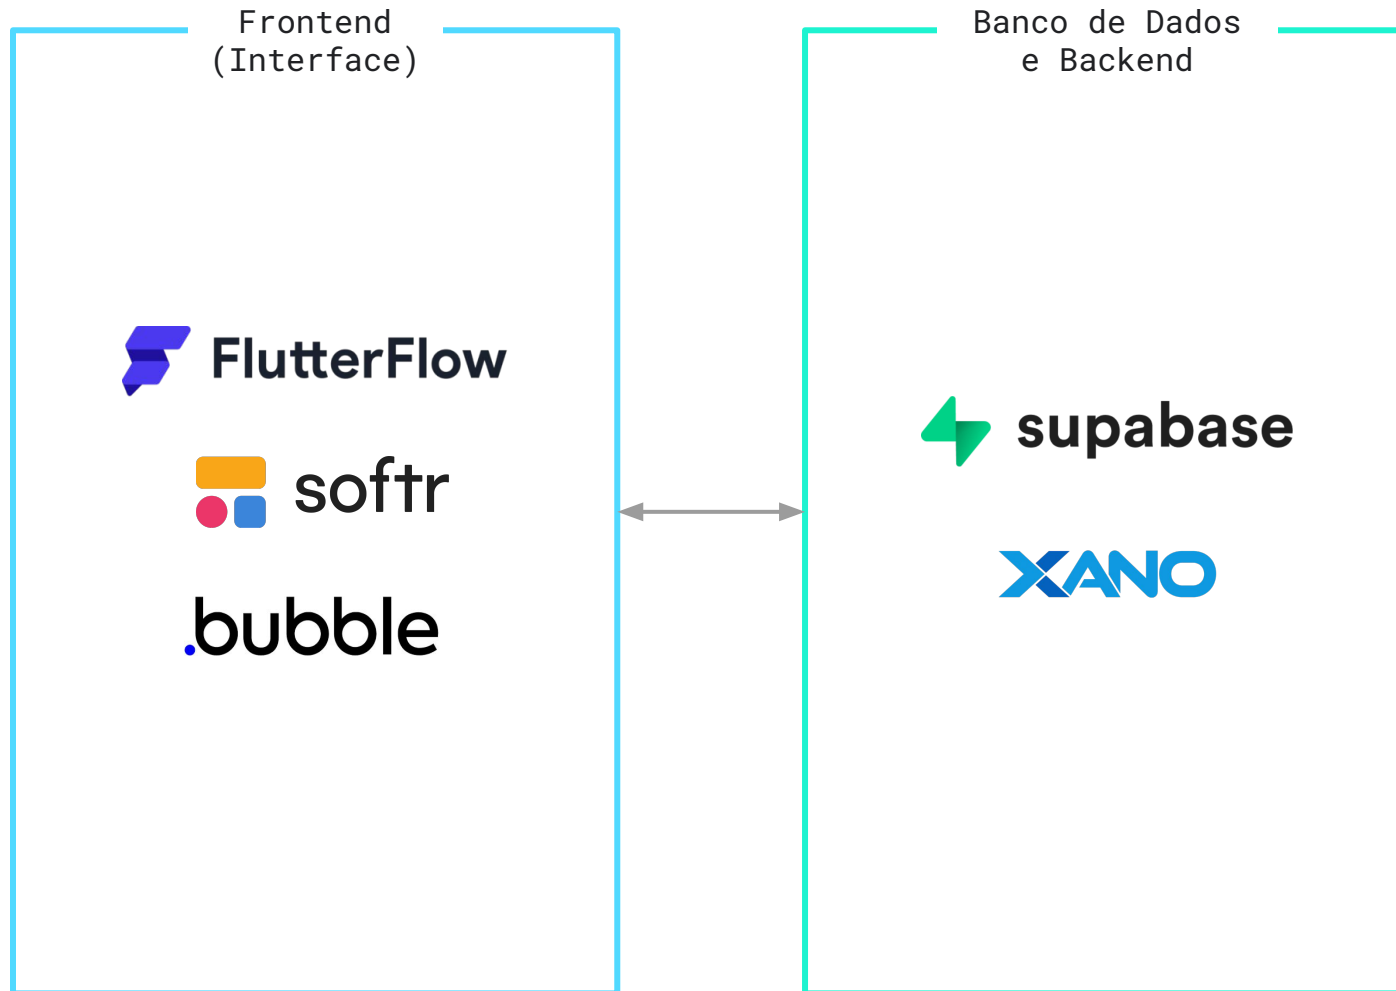 Frontend
(Interface)
FlutterFlow
softr
.bubble
Banco de Dados
e Backend
supabase
XANO